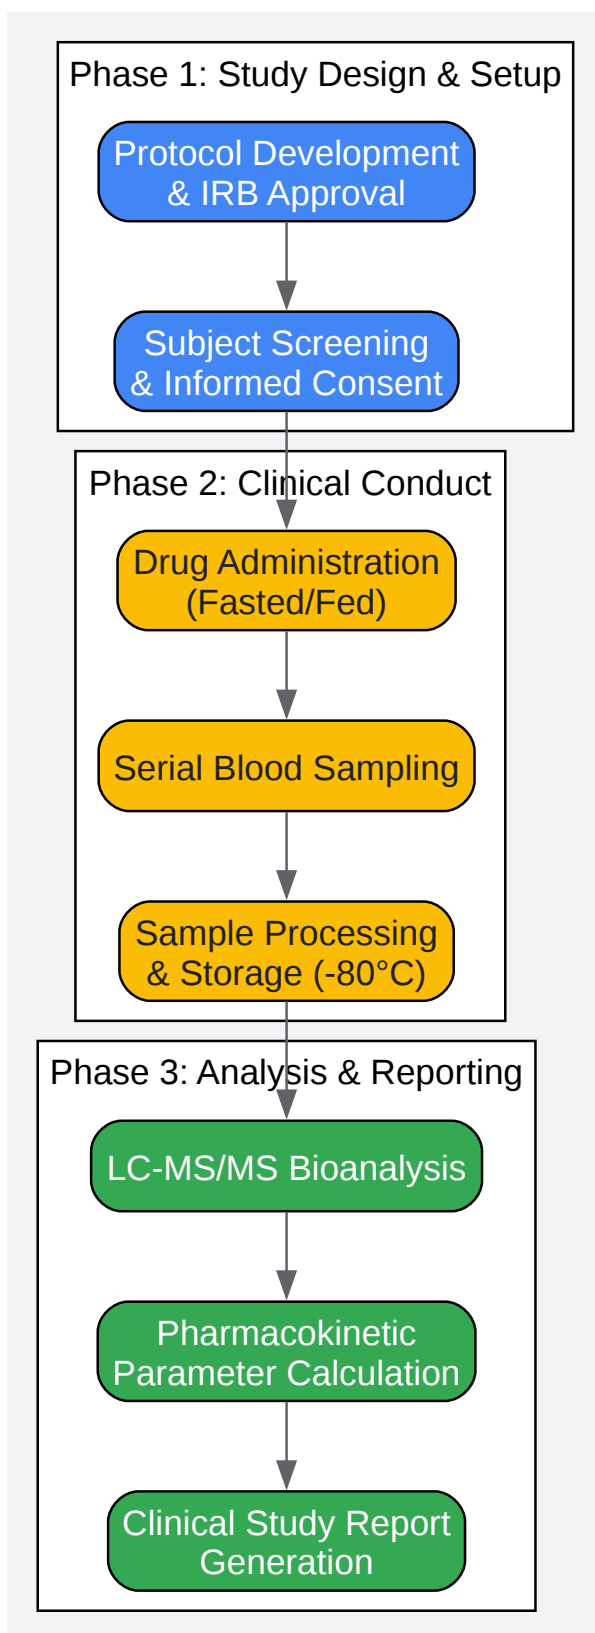 Phase 1: Study Design & Setup
Protocol Development
& IRB Approval
Subject Screening
& Informed Consent
Phase 2: Clinical Conduct
Drug Administration
(Fasted/Fed)
Serial Blood Sampling
Sample Processing
& Storage (-80°C)
Phase 3: Analysis & Reporting
LC-MS/MS Bioanalysis
Pharmacokinetic
Parameter Calculation
Clinical Study Report
Generation